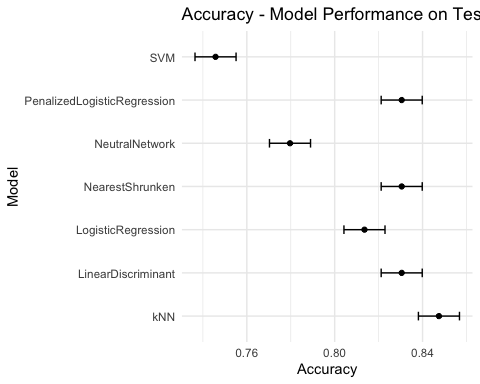 Accuracy - Model Performance on Tes
SVM
PenalizedLogisticRegression
NeutralNetwork
NearestShrunken
LogisticRegression
LinearDiscriminant
kNN
Model
0.76 0.80 0.84
Accuracy